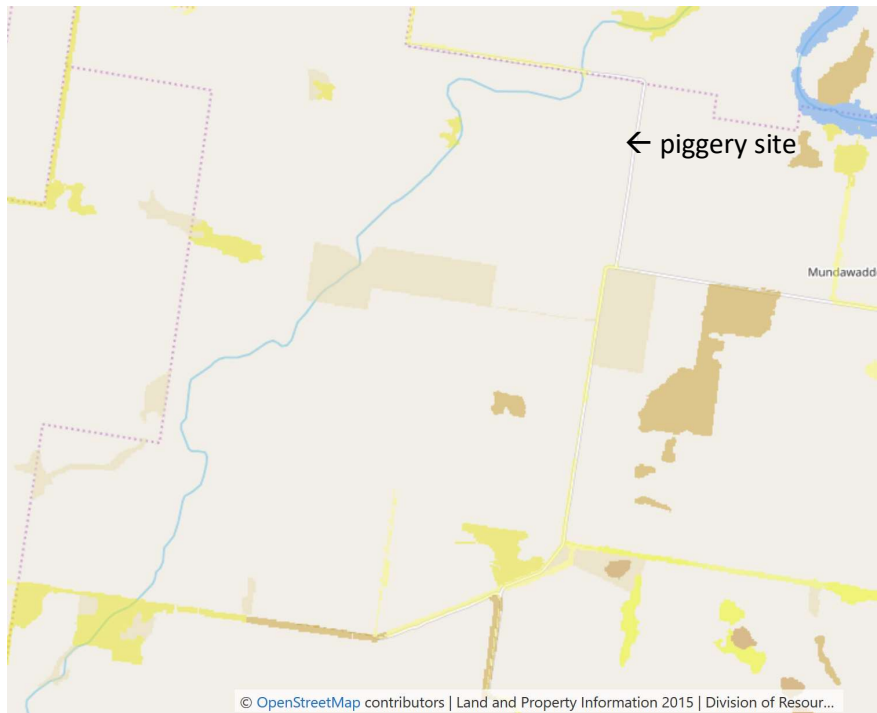 ← piggery site
Mundawadd
© OpenStreetMap contributors | Land and Property Information 2015 | Division of Resour...